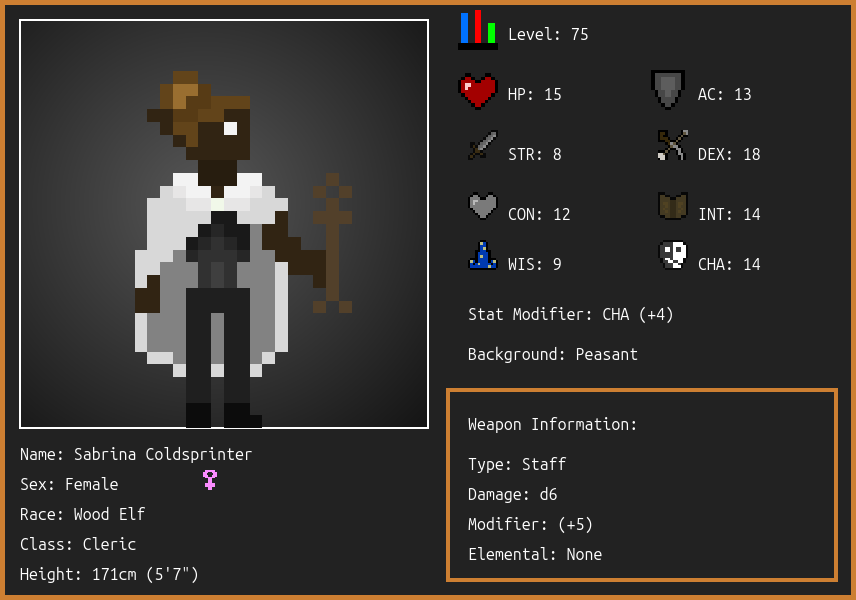 Level: 75
HP: 15
AC: 13
STR: 8
DEX: 18
CON: 12
INT: 14
WIS: 9
CHA: 14
Stat Modifier: CHA (+4)
Background: Peasant
Weapon Information:
Type: Staff
Damage: d6
Modifier: (+5)
Elemental: None
Name: Sabrina Coldsprinter
Sex: Female
Race: Wood Elf
Class: Cleric
Height: 171cm (5'7")